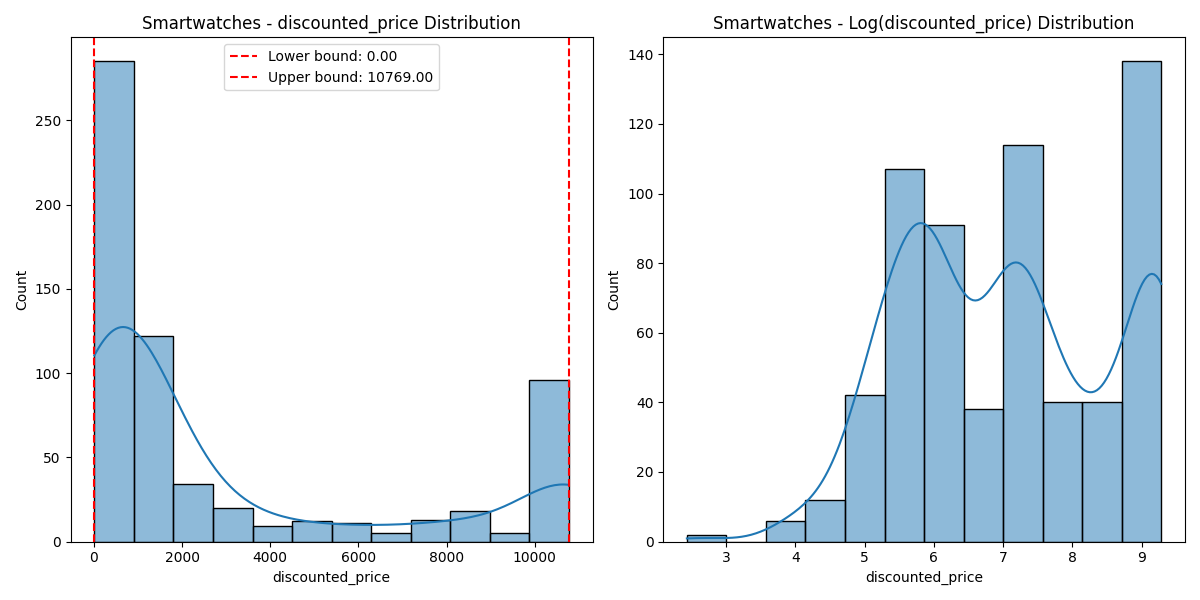 Smartwatches - discounted_price Distribution
Lower bound: 0.00
Upper bound: 10769.00
250
200
150
100
50
0
Count
0 2000 4000 6000 8000 10000
discounted_price
Smartwatches - Log(discounted_price) Distribution
140
120
100
80
60
40
20
0
Count
3 4 5 6 7 8 9
discounted_price